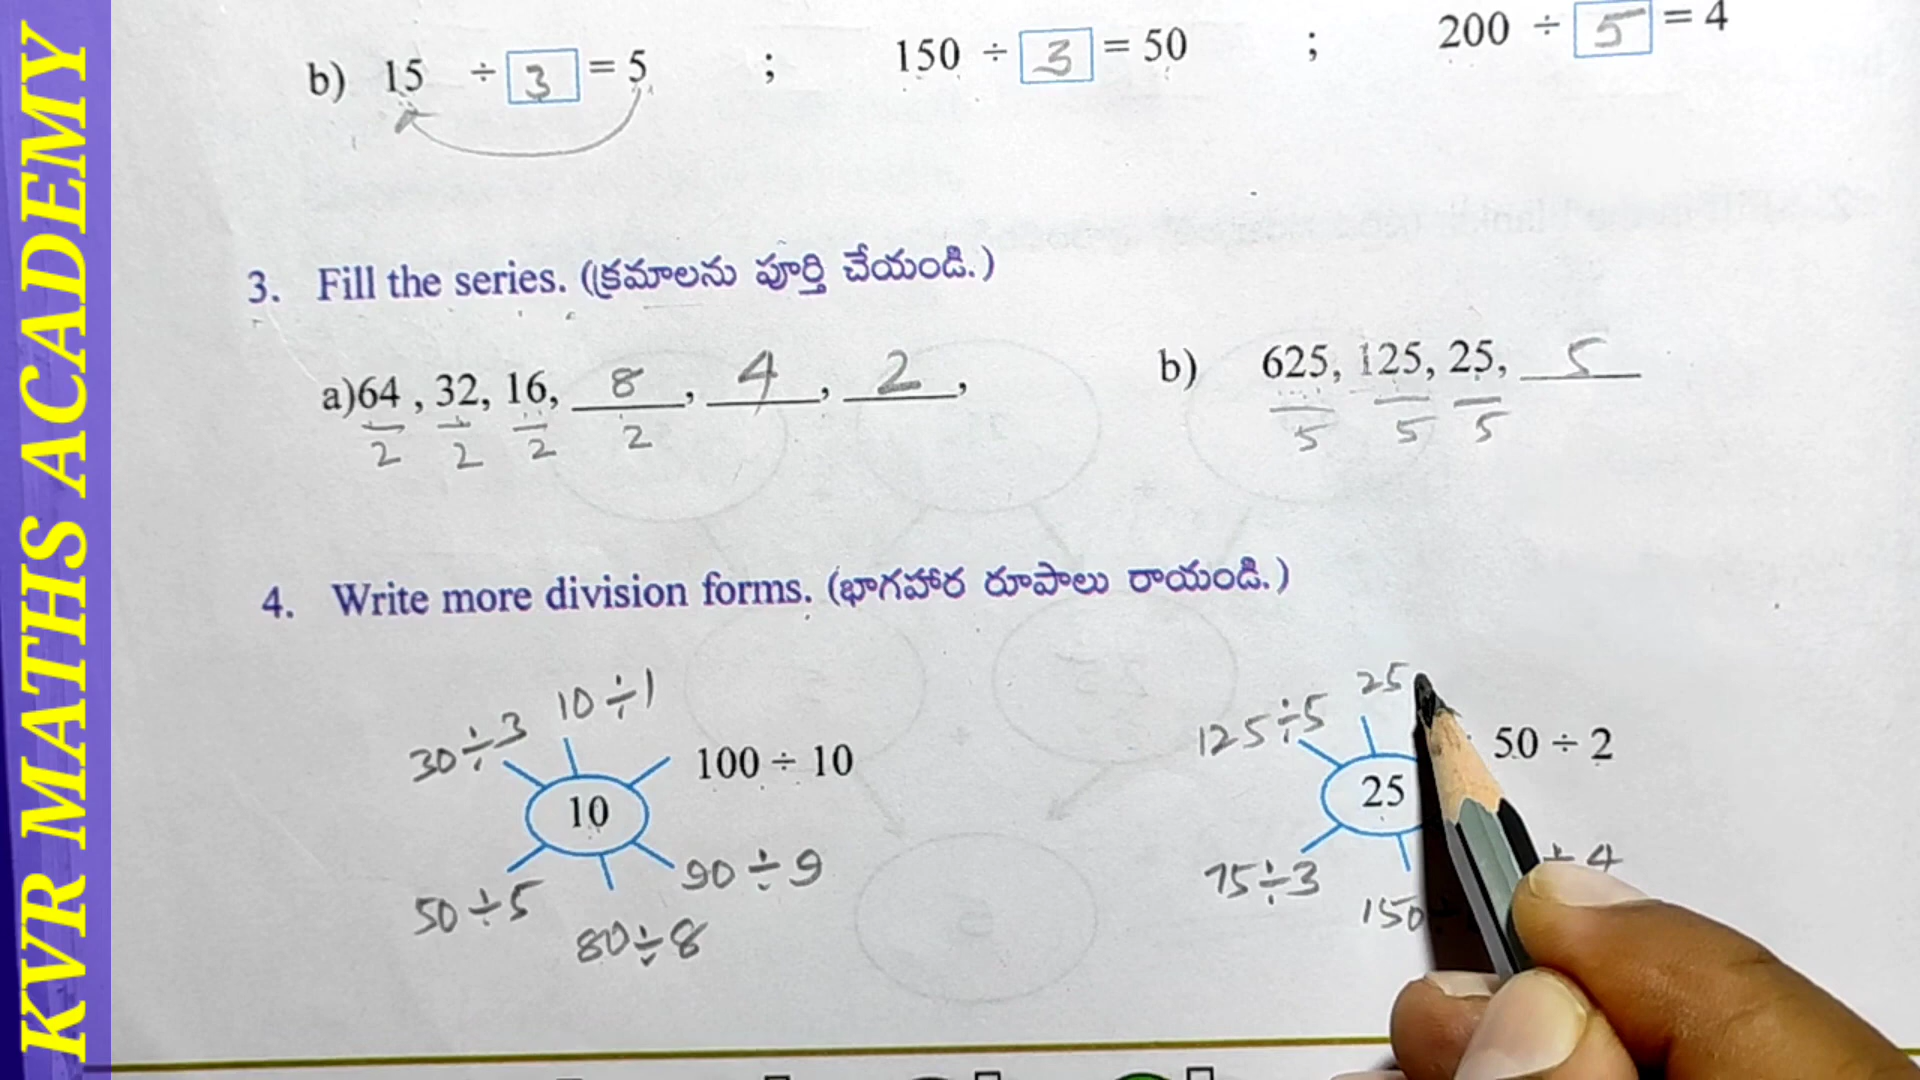 KVR MATHS ACADEMY
b) 15 ÷ 3 = 5 ; 150 ÷ 3 = 50 ; 200 ÷ 5 = 4
3. Fill the series. (క్రమాలను పూర్తి చేయండి.)
a)64 , 32, 16, 8, 4, 2,
2 2 2 2
b) 625, 125, 25, 5
5 5 5
4. Write more division forms. (భాగహార రూపాలు రాయండి.)
30÷3 10÷1 100 ÷ 10
10
50÷5 80÷8 90÷9
125÷5 25 50 ÷ 2
25
75÷3 150 ÷4